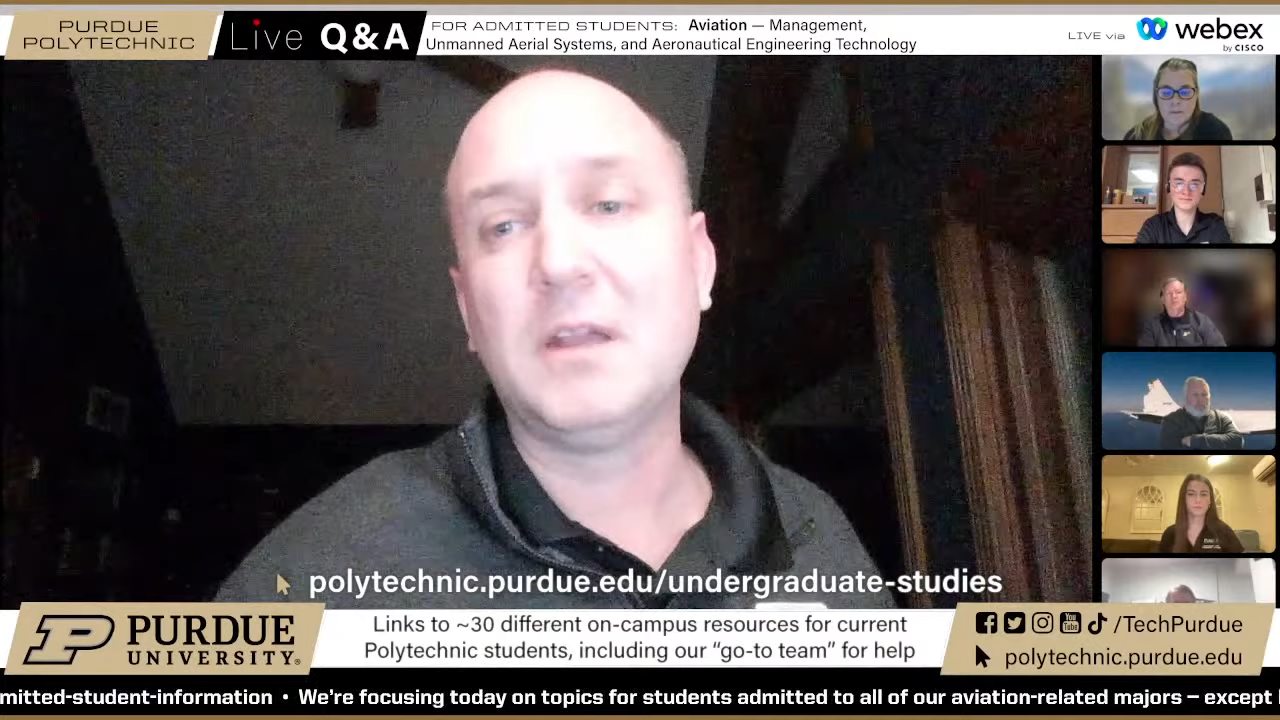 PURDUE
POLYTECHNIC
Live Q&A
FOR ADMITTED STUDENTS: Aviation — Management,
Unmanned Aerial Systems, and Aeronautical Engineering Technology
LIVE via
webex
by CISCO
polytechnic.purdue.edu/undergraduate-studies
P PURDUE
UNIVERSITY®
Links to ~30 different on-campus resources for current
Polytechnic students, including our “go-to team” for help
You
Tube
/TechPurdue
polytechnic.purdue.edu
mitted-student-information • We’re focusing today on topics for students admitted to all of our aviation-related majors – except